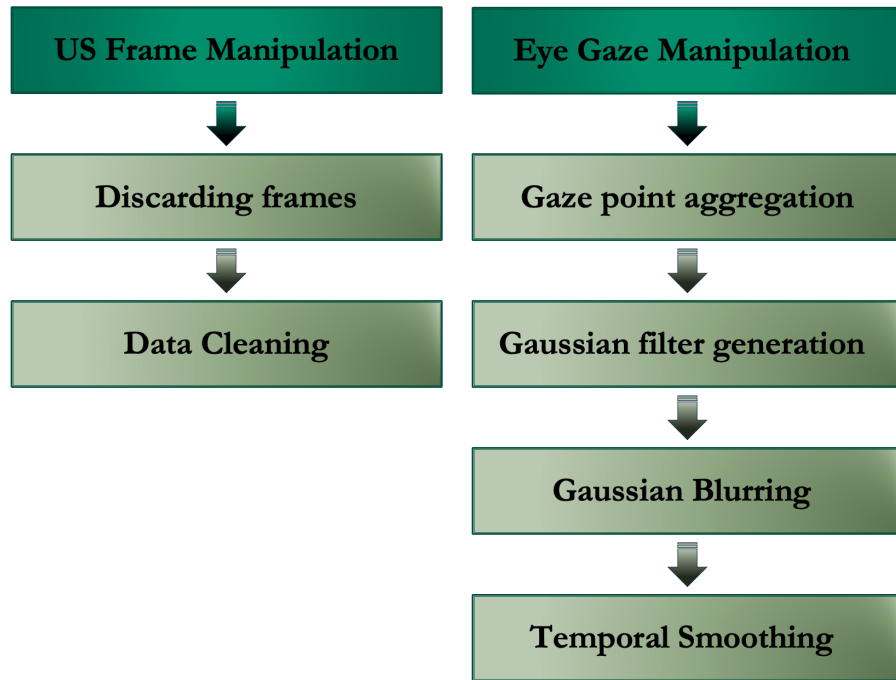 US Frame Manipulation
Discarding frames
Data Cleaning
Eye Gaze Manipulation
Gaze point aggregation
Gaussian filter generation
Gaussian Blurring
Temporal Smoothing